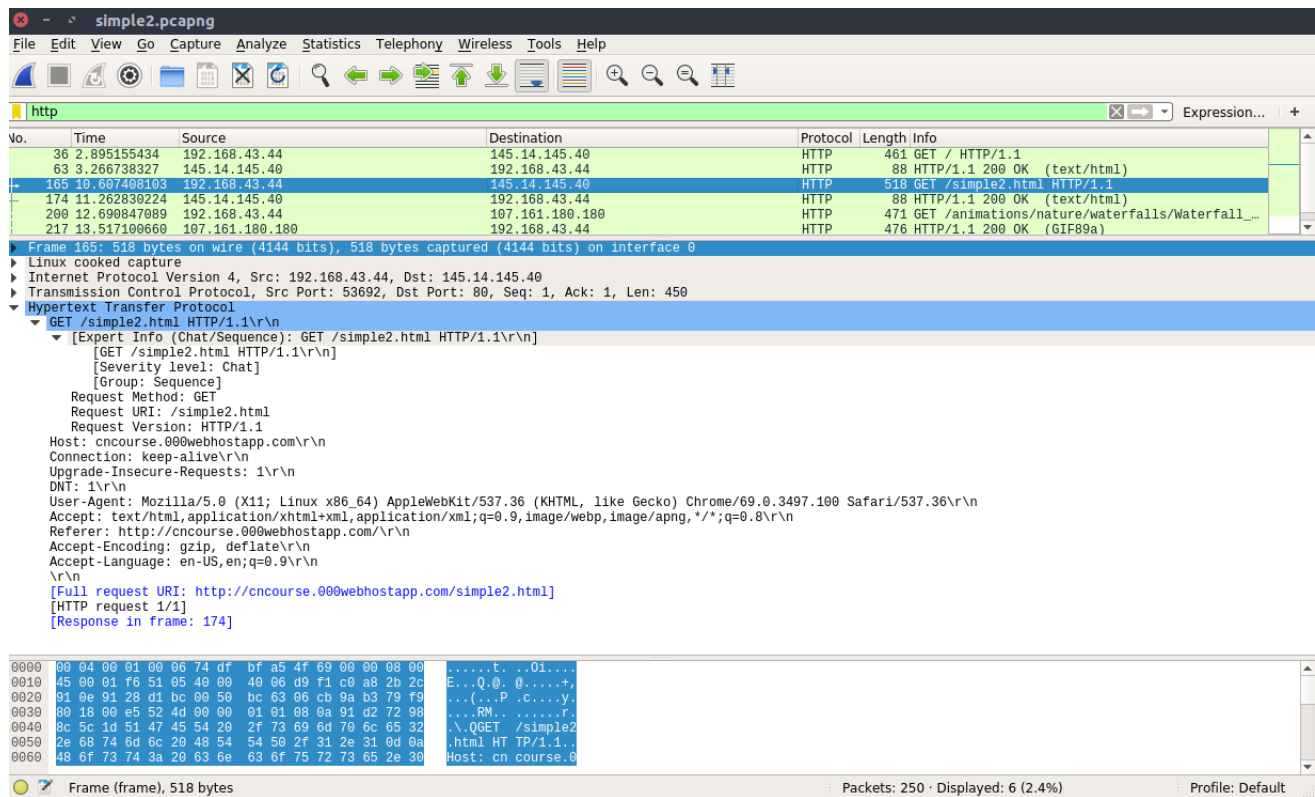 simple2.pcapng
File Edit View Go Capture Analyze Statistics Telephony Wireless Tools Help
http Expression... +
No. Time Source Destination Protocol Length Info
36 2.895155434 192.168.43.44 145.14.145.40 HTTP 461 GET / HTTP/1.1
63 3.266738327 145.14.145.40 192.168.43.44 HTTP 88 HTTP/1.1 200 OK (text/html)
165 10.607408103 192.168.43.44 145.14.145.40 HTTP 518 GET /simple2.html HTTP/1.1
174 11.262830224 145.14.145.40 192.168.43.44 HTTP 88 HTTP/1.1 200 OK (text/html)
200 12.690847089 192.168.43.44 107.161.180.180 HTTP 471 GET /animations/nature/waterfalls/Waterfall_…
217 13.517100660 107.161.180.180 192.168.43.44 HTTP 476 HTTP/1.1 200 OK (GIF89a)
Frame 165: 518 bytes on wire (4144 bits), 518 bytes captured (4144 bits) on interface 0
Linux cooked capture
Internet Protocol Version 4, Src: 192.168.43.44, Dst: 145.14.145.40
Transmission Control Protocol, Src Port: 53692, Dst Port: 80, Seq: 1, Ack: 1, Len: 450
Hypertext Transfer Protocol
GET /simple2.html HTTP/1.1\r\n
[Expert Info (Chat/Sequence): GET /simple2.html HTTP/1.1\r\n]
[GET /simple2.html HTTP/1.1\r\n]
[Severity level: Chat]
[Group: Sequence]
Request Method: GET
Request URI: /simple2.html
Request Version: HTTP/1.1
Host: cncourse.000webhostapp.com\r\n
Connection: keep-alive\r\n
Upgrade-Insecure-Requests: 1\r\n
DNT: 1\r\n
User-Agent: Mozilla/5.0 (X11; Linux x86_64) AppleWebKit/537.36 (KHTML, like Gecko) Chrome/69.0.3497.100 Safari/537.36\r\n
Accept: text/html,application/xhtml+xml,application/xml;q=0.9,image/webp,image/apng,*/*;q=0.8\r\n
Referer: http://cncourse.000webhostapp.com/\r\n
Accept-Encoding: gzip, deflate\r\n
Accept-Language: en-US,en;q=0.9\r\n
\r\n
[Full request URI: http://cncourse.000webhostapp.com/simple2.html]
[HTTP request 1/1]
[Response in frame: 174]
0000 00 04 00 01 00 06 74 df bf a5 4f 69 00 00 08 00 ......t. ..Oi....
0010 45 00 01 f6 51 05 40 00 40 06 d9 f1 c0 a8 2b 2c E...Q.@. @.....+,
0020 91 0e 91 28 d1 bc 00 50 bc 63 06 cb 9a b3 79 f9 ...(...P .c....y.
0030 80 18 00 e5 52 4d 00 00 01 01 08 0a 91 d2 72 98 ....RM.. ......r.
0040 8c 5c 1d 51 47 45 54 20 2f 73 69 6d 70 6c 65 32 .\.QGET /simple2
0050 2e 68 74 6d 6c 20 48 54 54 50 2f 31 2e 31 0d 0a .html HT TP/1.1..
0060 48 6f 73 74 3a 20 63 6e 63 6f 75 72 73 65 2e 30 Host: cn course.0
Frame (frame), 518 bytes Packets: 250 · Displayed: 6 (2.4%) Profile: Default